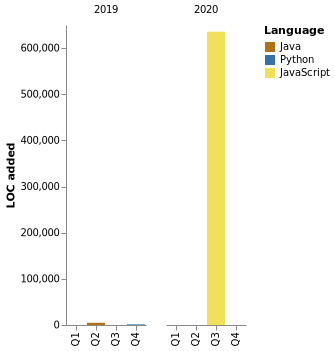 2019
2020
Language
Java
Python
JavaScript
LOC added
600,000
500,000
400,000
300,000
200,000
100,000
0
Q1
Q2
Q3
Q4
Q1
Q2
Q3
Q4